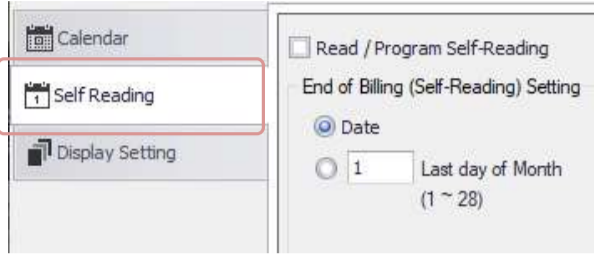 Calendar
1
Self Reading
Display Setting
Read / Program Self-Reading
End of Billing (Self-Reading) Setting
Date
1 Last day of Month
(1 ~ 28)